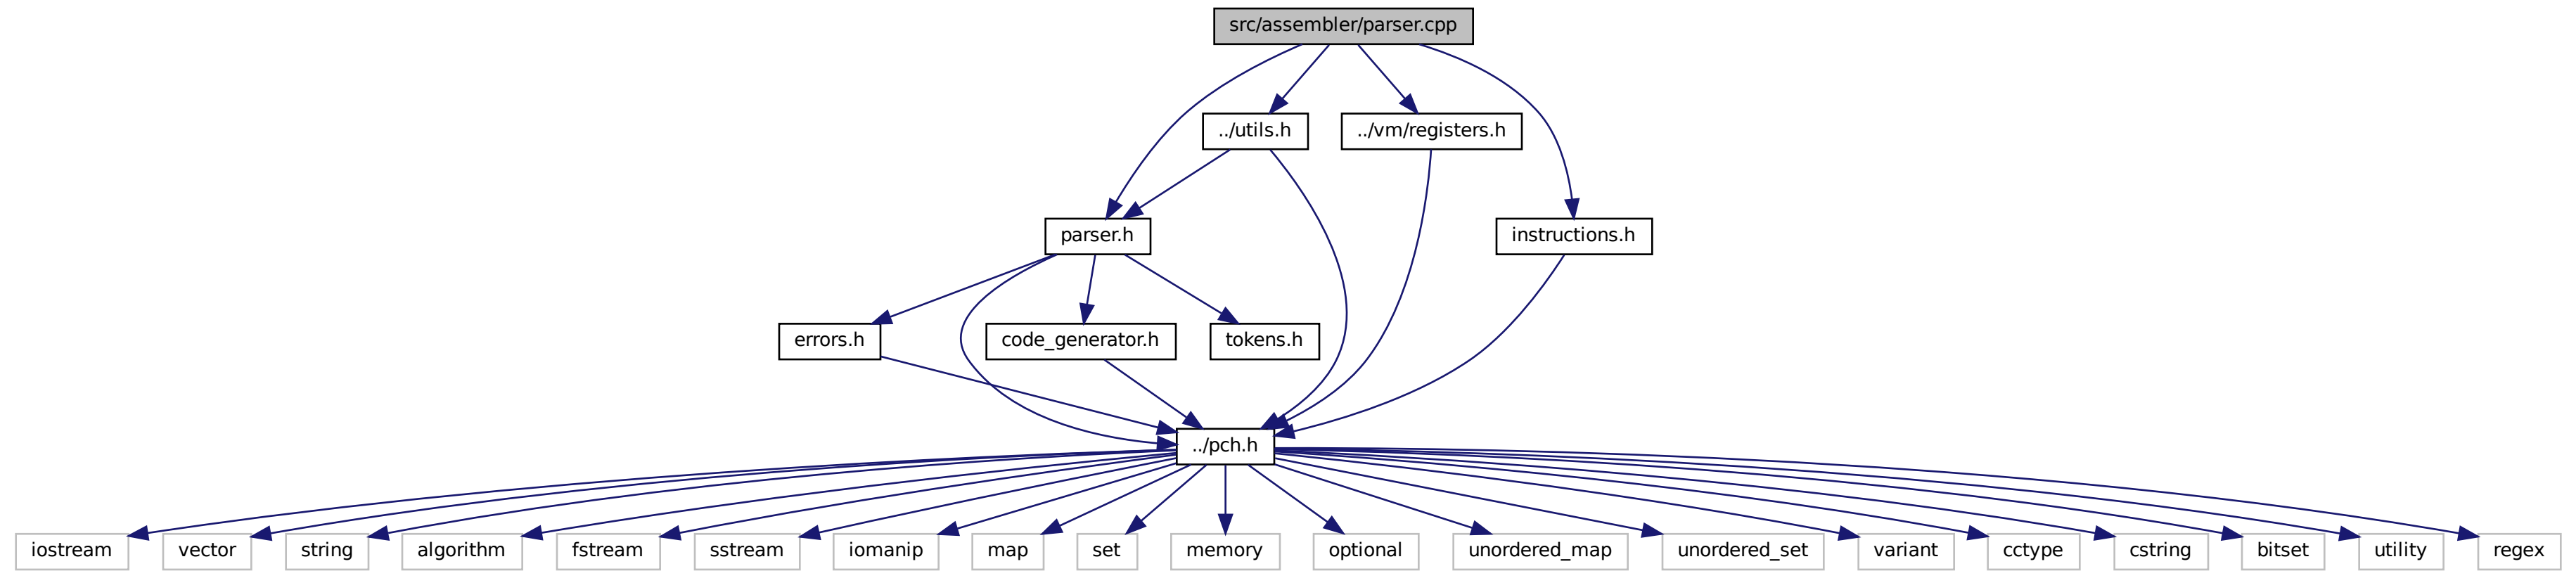 src/assembler/parser.cpp
../utils.h
../vm/registers.h
parser.h
instructions.h
errors.h
code_generator.h
tokens.h
../pch.h
iostream
vector
string
algorithm
fstream
sstream
iomanip
map
set
memory
optional
unordered_map
unordered_set
variant
cctype
cstring
bitset
utility
regex